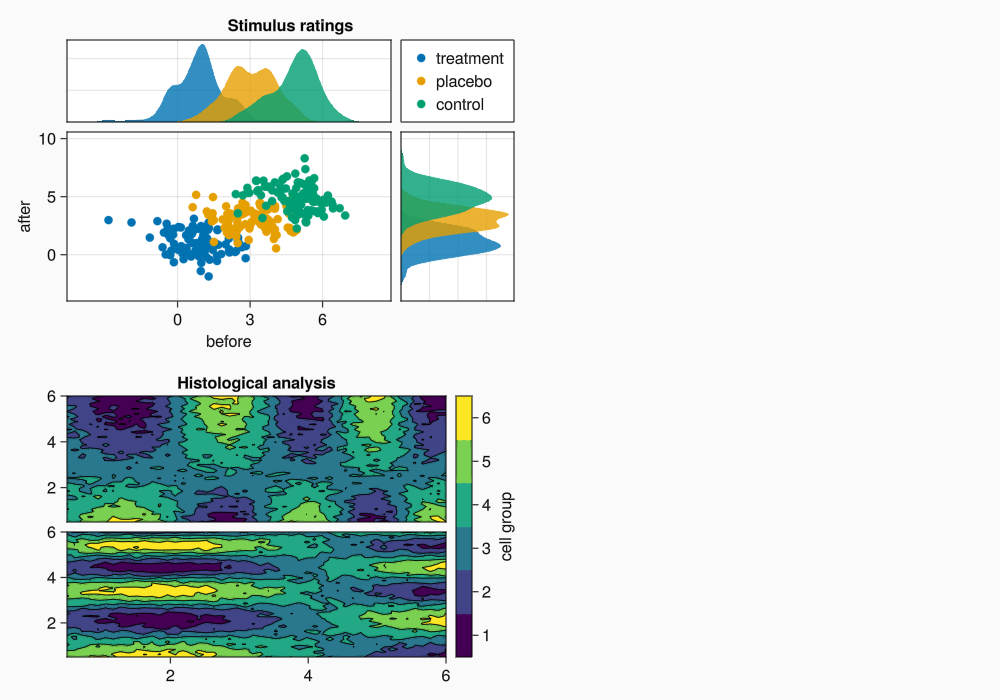 Stimulus ratings
treatment
placebo
control
10
5
0
after
0 3 6
before
Histological analysis
6
4
2
6
4
2
2 4 6
6
5
4
3
2
1
cell group